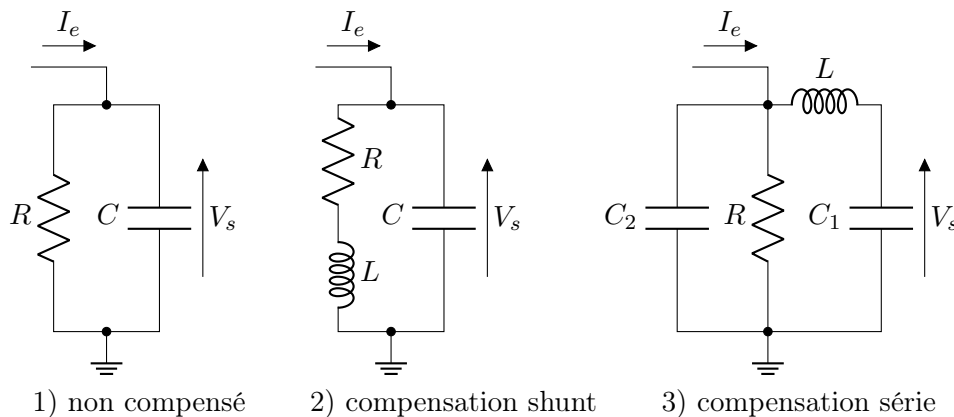 I_e
R
C
V_s
1) non compensé
I_e
R
L
C
V_s
2) compensation shunt
I_e
L
C_2
R
C_1
V_s
3) compensation série